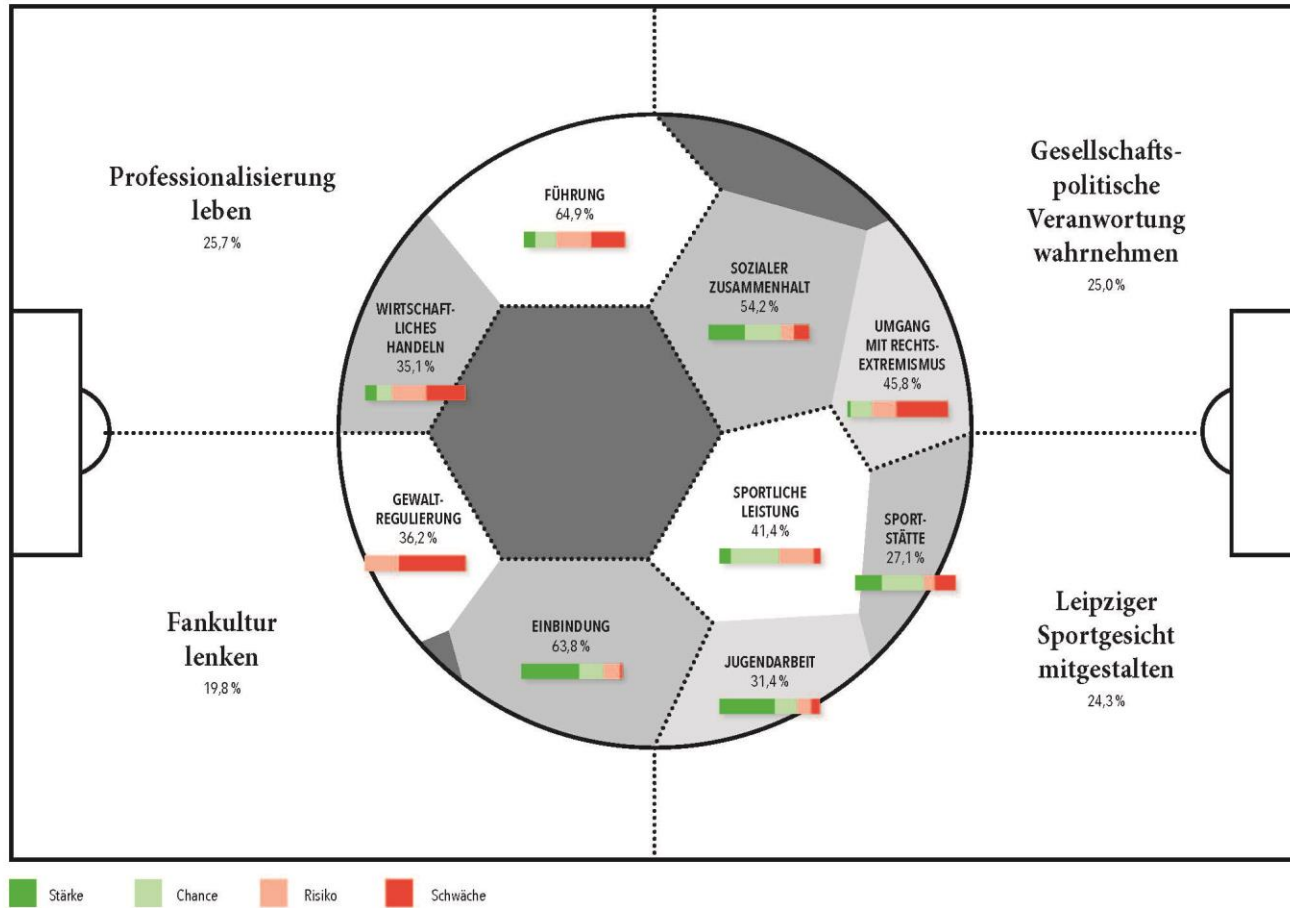 Professionalisierung
leben
25,7 %
Gesellschafts-
politische
Veranwortung
wahrnehmen
25,0 %
FÜHRUNG
64,9 %
SOZIALER
ZUSAMMENHALT
54,2 %
WIRTSCHAFT-
LICHES
HANDELN
35,1 %
UMGANG
MIT RECHTS-
EXTREMISMUS
45,8 %
GEWALT-
REGULIERUNG
36,2 %
SPORTLICHE
LEISTUNG
41,4 %
SPORT-
STÄTTE
27,1 %
EINBINDUNG
63,8 %
JUGENDARBEIT
31,4 %
Fankultur
lenken
19,8 %
Leipziger
Sportgesicht
mitgestalten
24,3 %
Stärke Chance Risiko Schwäche